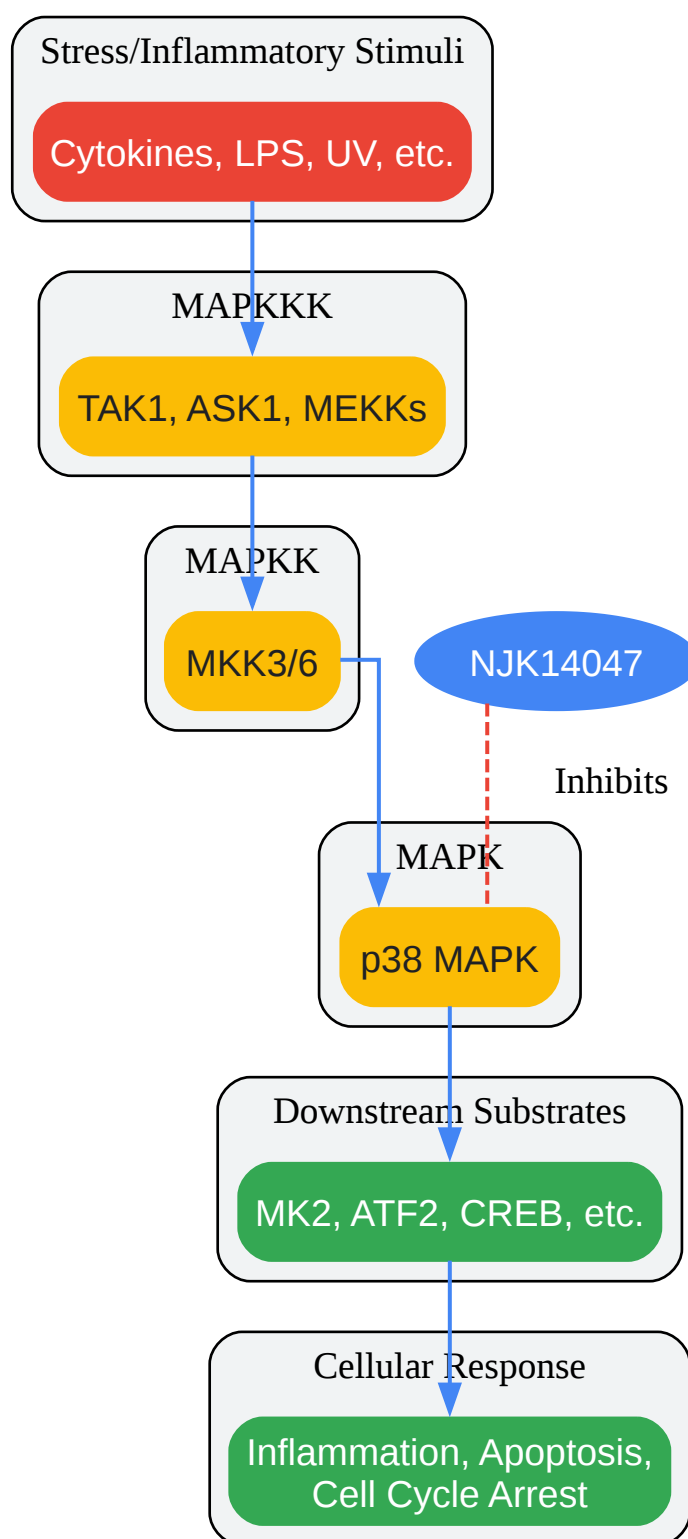 Stress/Inflammatory Stimuli
Cytokines, LPS, UV, etc.
MAPKKK
TAK1, ASK1, MEKKs
MAPKK
MKK3/6
NJK14047
Inhibits
MAPK
p38 MAPK
Downstream Substrates
MK2, ATF2, CREB, etc.
Cellular Response
Inflammation, Apoptosis,
Cell Cycle Arrest